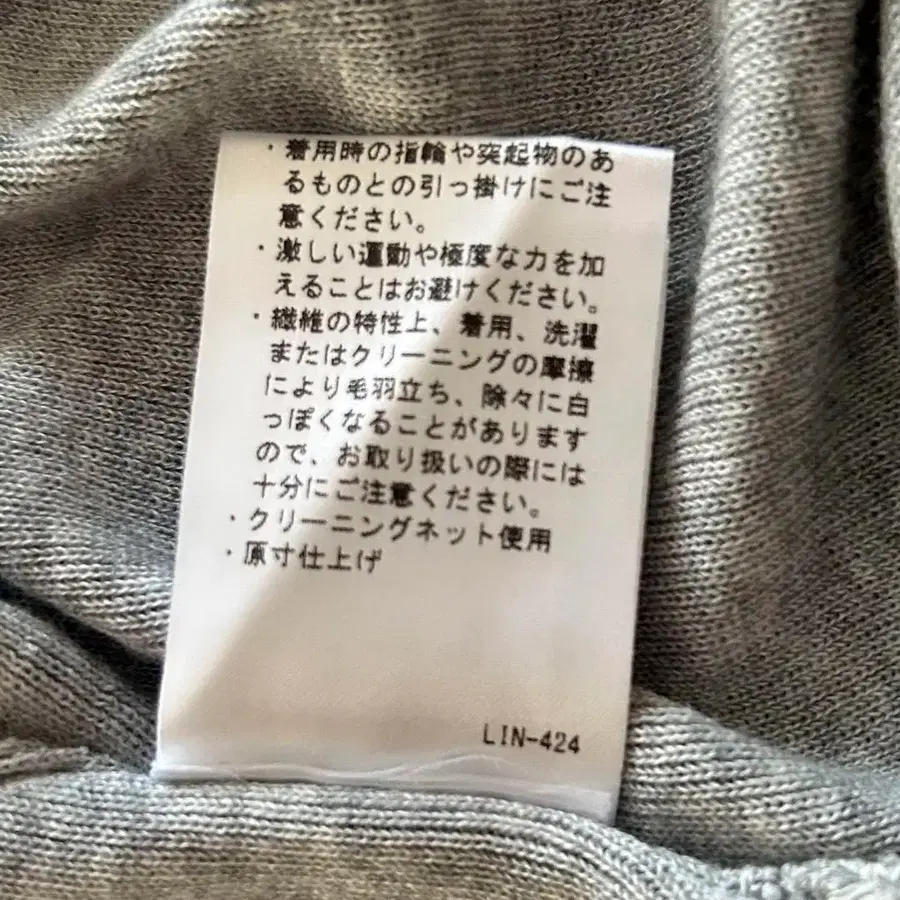 ・着用時の指輪や突起物のあ
るものとの引っ掛けにご注
意ください。
・激しい運動や極度な力を加
えることはお避けください。
・繊維の特性上、着用、洗濯
またはクリーニングの摩擦
により毛羽立ち、除々に白
っぽくなることがあります
ので、お取り扱いの際には
十分にご注意ください。
・クリーニングネット使用
・原寸仕上げ
LIN-424